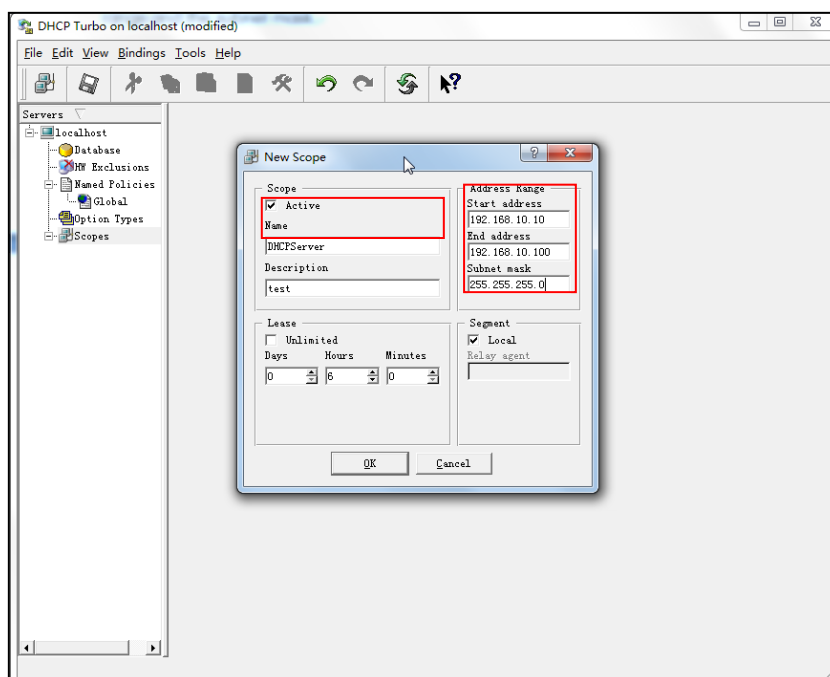 DHCP Turbo on localhost (modified)
File Edit View Bindings Tools Help
Servers
localhost
Database
HW Exclusions
Named Policies
Global
Option Types
Scopes
New Scope
Scope
Active
Name
DHCPServer
Description
test
Address Range
Start address
192.168.10.10
End address
192.168.10.100
Subnet mask
255.255.255.0
Lease
Unlimited
Days Hours Minutes
0 6 0
Segment
Local
Relay agent
OK Cancel